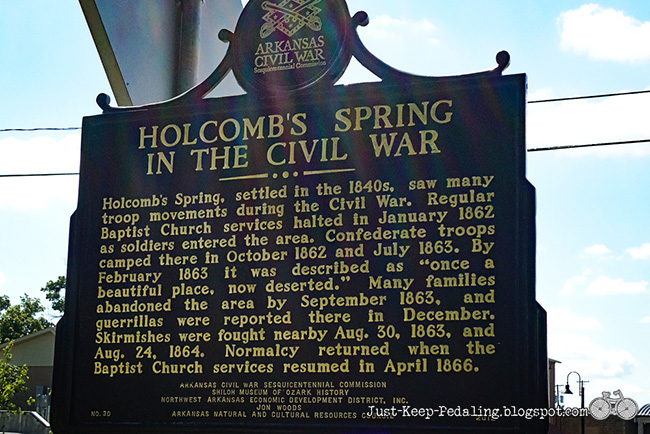 ARKANSAS
CIVIL WAR
Sesquicentennial Commission
HOLCOMB'S SPRING
IN THE CIVIL WAR
Holcomb's Spring, settled in the 1840s, saw many
troop movements during the Civil War. Regular
Baptist Church services halted in January 1862
as soldiers entered the area. Confederate troops
camped there in October 1862 and July 1863. By
February 1863 it was described as "once a
beautiful place, now deserted." Many families
abandoned the area by September 1863, and
guerrillas were reported there in December.
Skirmishes were fought nearby Aug. 30, 1863, and
Aug. 24, 1864. Normalcy returned when the
Baptist Church services resumed in April 1866.
ARKANSAS CIVIL WAR SESQUICENTENNIAL COMMISSION
SHILOH MUSEUM OF OZARK HISTORY
NORTHWEST ARKANSAS ECONOMIC DEVELOPMENT DISTRICT, INC.
JON WOODS
NO. 30 ARKANSAS NATURAL AND CULTURAL RESOURCES COUNCIL
Just-Keep-Pedaling.blogspot.com